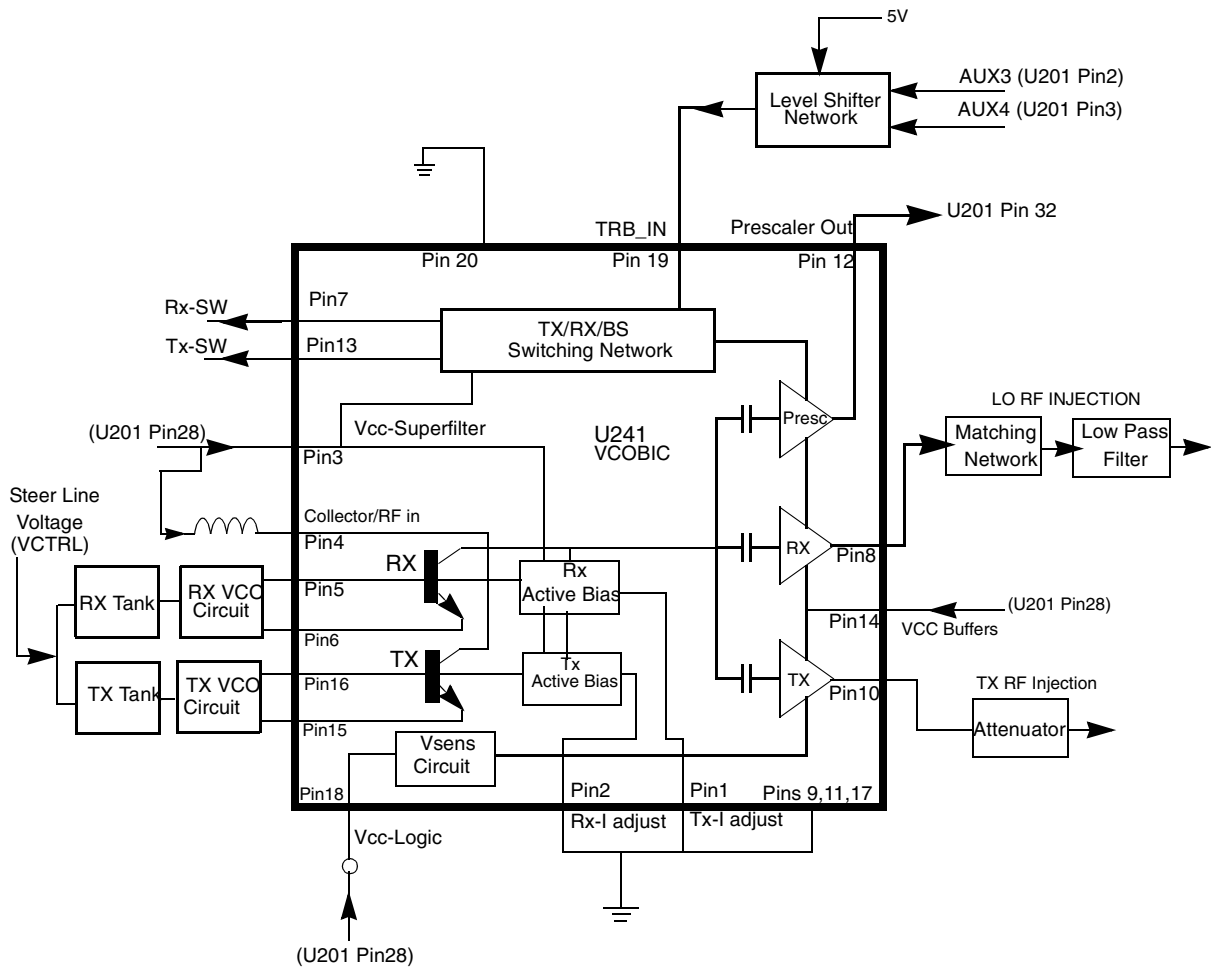 5V
AUX3 (U201 Pin2)
Level Shifter
Network
AUX4 (U201 Pin3)
U201 Pin 32
TRB_IN
Prescaler Out
Pin 20
Pin 19
Pin 12
Rx-SW
Pin7
TX/RX/BS
Switching Network
Tx-SW
Pin13
Presc
LO RF INJECTION
(U201 Pin28)
Vcc-Superfilter
U241
VCOBIC
Matching
Network
Low Pass
Filter
Pin3
Steer Line
Voltage
(VCTRL)
Collector/RF in
Pin4
RX
RX
Pin8
Rx
Active Bias
RX Tank
RX VCO
Circuit
Pin5
(U201 Pin28)
Pin14
VCC Buffers
Pin6
TX
Tx
Active Bias
TX
Pin10
TX RF Injection
TX Tank
TX VCO
Circuit
Pin16
Pin15
Attenuator
Vsens
Circuit
Pin18
Pin2
Pin1
Pins 9,11,17
Rx-I adjust
Tx-I adjust
Vcc-Logic
(U201 Pin28)